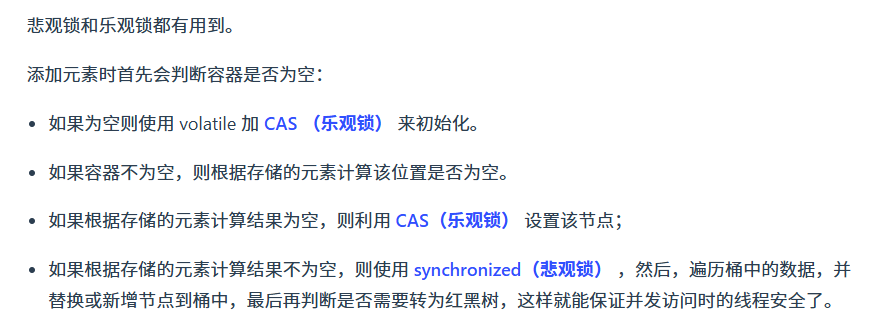 悲观锁和乐观锁都有用到。
添加元素时首先会判断容器是否为空：
• 如果为空则使用 volatile 加 CAS （乐观锁） 来初始化。
• 如果容器不为空，则根据存储的元素计算该位置是否为空。
• 如果根据存储的元素计算结果为空，则利用 CAS（乐观锁） 设置该节点；
• 如果根据存储的元素计算结果不为空，则使用 synchronized（悲观锁） ，然后，遍历桶中的数据，并
替换或新增节点到桶中，最后再判断是否需要转为红黑树，这样就能保证并发访问时的线程安全了。